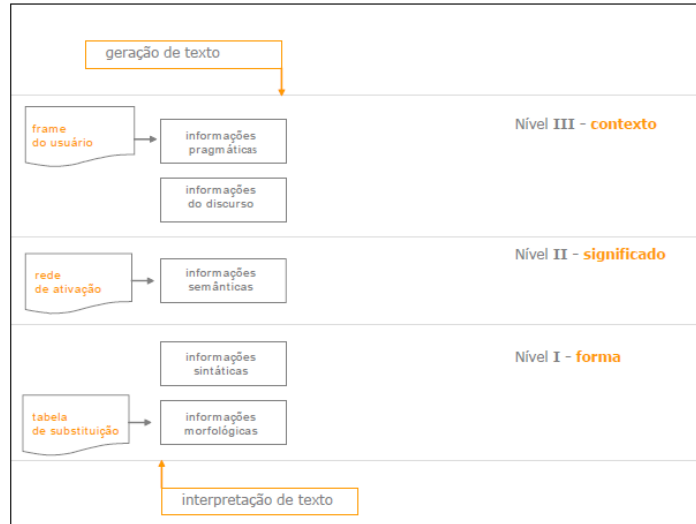 geração de texto
frame
do usuário
informações
pragmáticas
Nível III - contexto
informações
do discurso
rede
de ativação
informações
semânticas
Nível II - significado
informações
sintáticas
Nível I - forma
tabela
de substituição
informações
morfológicas
interpretação de texto